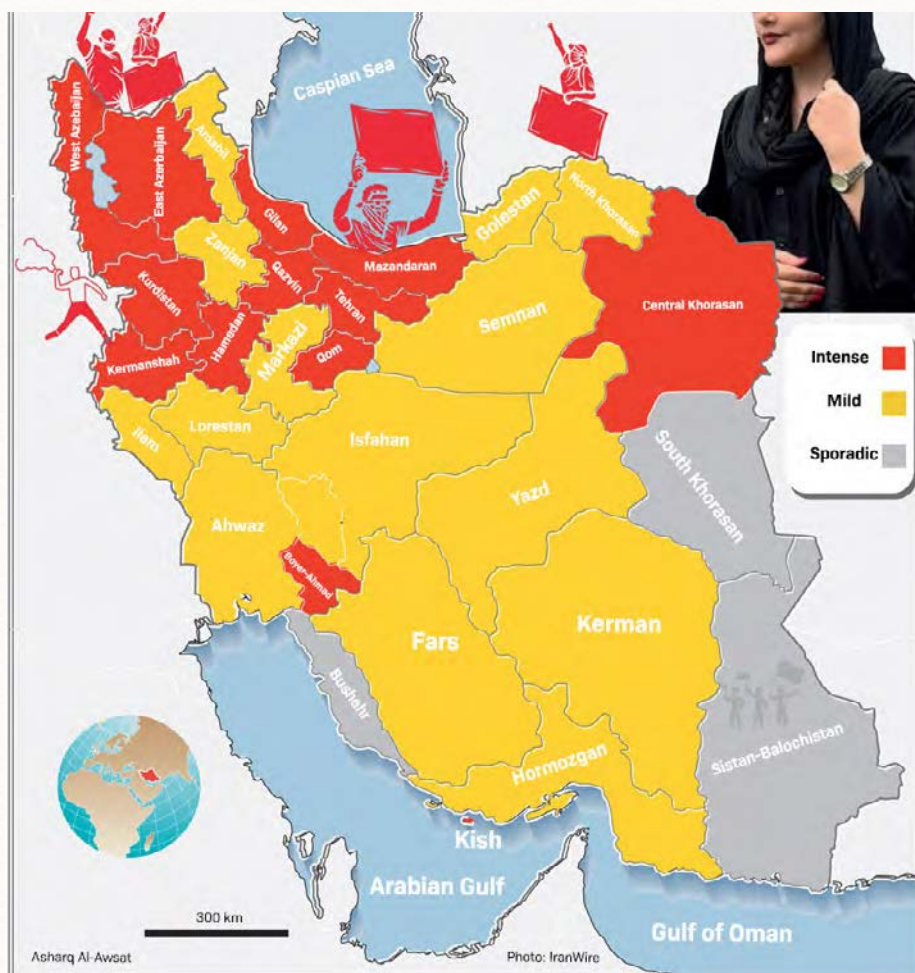 Caspian Sea
West Azebaijan
East Azerbaijan
Ardabil
Gilan
Zanjan
Golestan
North Khorasan
Mazandaran
Qazvin
Kurdistan
Tehran
Central Khorasan
Semnan
Hamedan
Markazi
Qom
Kermanshah
Intense
Mild
Sporadic
Ilam
Lorestan
Isfahan
South Khorasan
Yazd
Ahwaz
Boyer-Ahmad
Fars
Kerman
Bushehr
Hormozgan
Sistan-Balochistan
Kish
Arabian Gulf
Gulf of Oman
300 km
Asharq Al-Awsat
Photo: IranWire